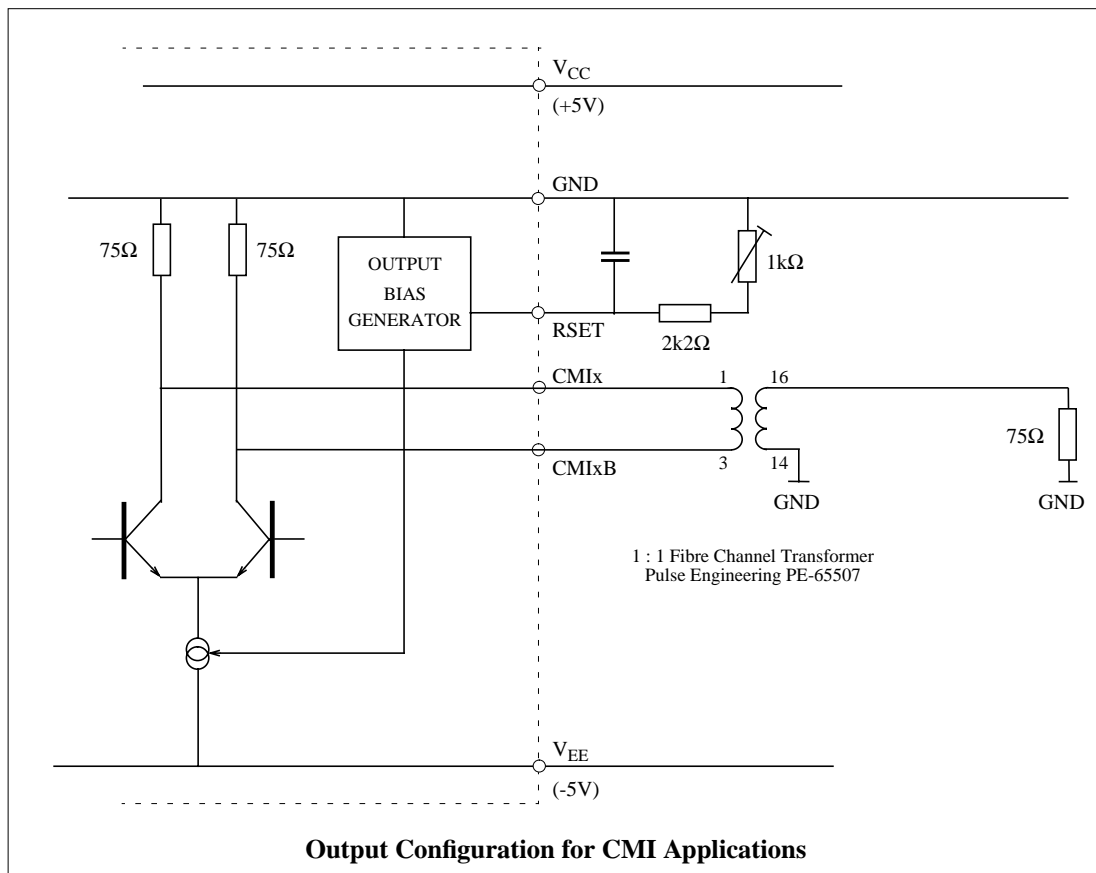 V_CC
(+5V)
GND
75Ω
75Ω
OUTPUT
BIAS
GENERATOR
1kΩ
RSET
2k2Ω
CMIx
1
16
75Ω
CMIxB
3
14
GND
GND
1 : 1 Fibre Channel Transformer
Pulse Engineering PE-65507
V_EE
(-5V)
Output Configuration for CMI Applications